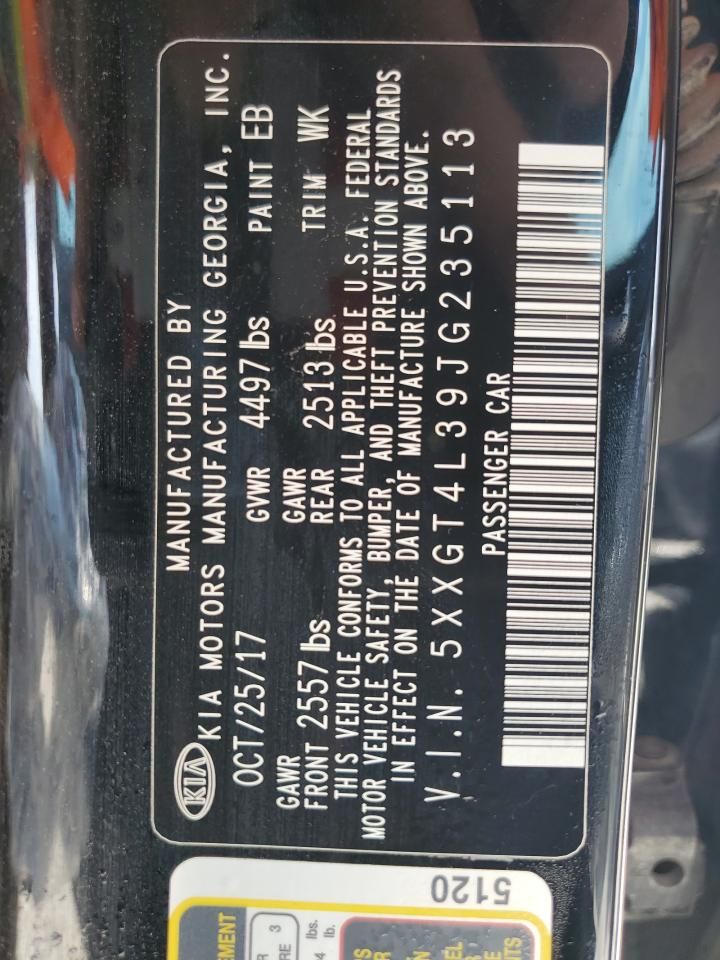 MANUFACTURED BY
KIA KIA MOTORS MANUFACTURING GEORGIA, INC.
OCT/25/17 GVWR 4497 lbs PAINT EB
GAWR FRONT 2557 lbs GAWR REAR 2513 lbs TRIM WK
THIS VEHICLE CONFORMS TO ALL APPLICABLE U.S.A. FEDERAL
MOTOR VEHICLE SAFETY, BUMPER, AND THEFT PREVENTION STANDARDS
IN EFFECT ON THE DATE OF MANUFACTURE SHOWN ABOVE.
V.I.N. 5XXGT4L39JG235113
PASSENGER CAR
5120
3
lbs.